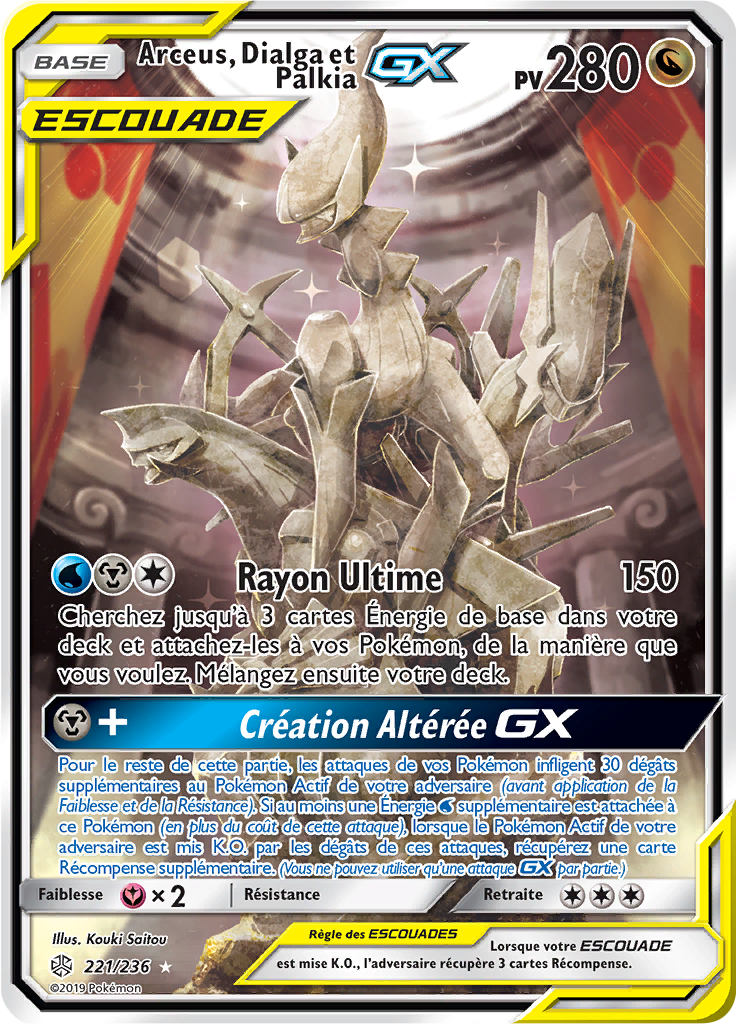 BASE
Arceus, Dialga et
Palkia GX
PV 280
ESCOUADE
Rayon Ultime 150
Cherchez jusqu'à 3 cartes Énergie de base dans votre
deck et attachez-les à vos Pokémon, de la manière que
vous voulez. Mélangez ensuite votre deck.
+ Création Altérée GX
Pour le reste de cette partie, les attaques de vos Pokémon infligent 30 dégâts
supplémentaires au Pokémon Actif de votre adversaire (avant application de la
Faiblesse et de la Résistance). Si au moins une Énergie supplémentaire est attachée à
ce Pokémon (en plus du coût de cette attaque), lorsque le Pokémon Actif de votre
adversaire est mis K.O. par les dégâts de ces attaques, récupérez une carte
Récompense supplémentaire. (Vous ne pouvez utiliser qu'une attaque GX par partie.)
Faiblesse ×2 Résistance Retraite
Illus. Kouki Saitou
221/236
©2019 Pokémon
Règle des ESCOUADES
Lorsque votre ESCOUADE
est mise K.O., l'adversaire récupère 3 cartes Récompense.